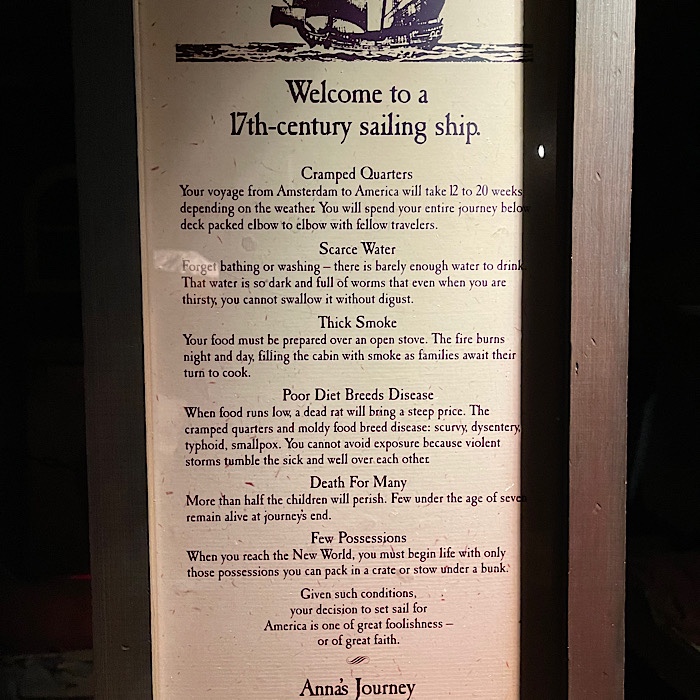 Welcome to a
17th-century sailing ship.
Cramped Quarters
Your voyage from Amsterdam to America will take 12 to 20 weeks
depending on the weather. You will spend your entire journey below
deck packed elbow to elbow with fellow travelers.
Scarce Water
Forget bathing or washing – there is barely enough water to drink.
That water is so dark and full of worms that even when you are
thirsty, you cannot swallow it without digust.
Thick Smoke
Your food must be prepared over an open stove. The fire burns
night and day, filling the cabin with smoke as families await their
turn to cook.
Poor Diet Breeds Disease
When food runs low, a dead rat will bring a steep price. The
cramped quarters and moldy food breed disease: scurvy, dysentery,
typhoid, smallpox. You cannot avoid exposure because violent
storms tumble the sick and well over each other.
Death For Many
More than half the children will perish. Few under the age of seven
remain alive at journey's end.
Few Possessions
When you reach the New World, you must begin life with only
those possessions you can pack in a crate or stow under a bunk.
Given such conditions,
your decision to set sail for
America is one of great foolishness –
or of great faith.
Anna's Journey